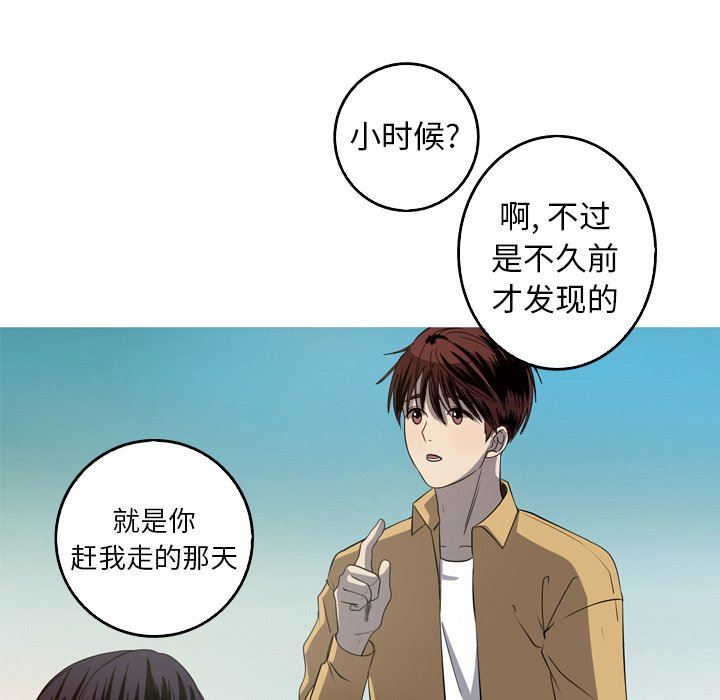 小时候?
啊, 不过
是不久前
才发现的
就是你
赶我走的那天